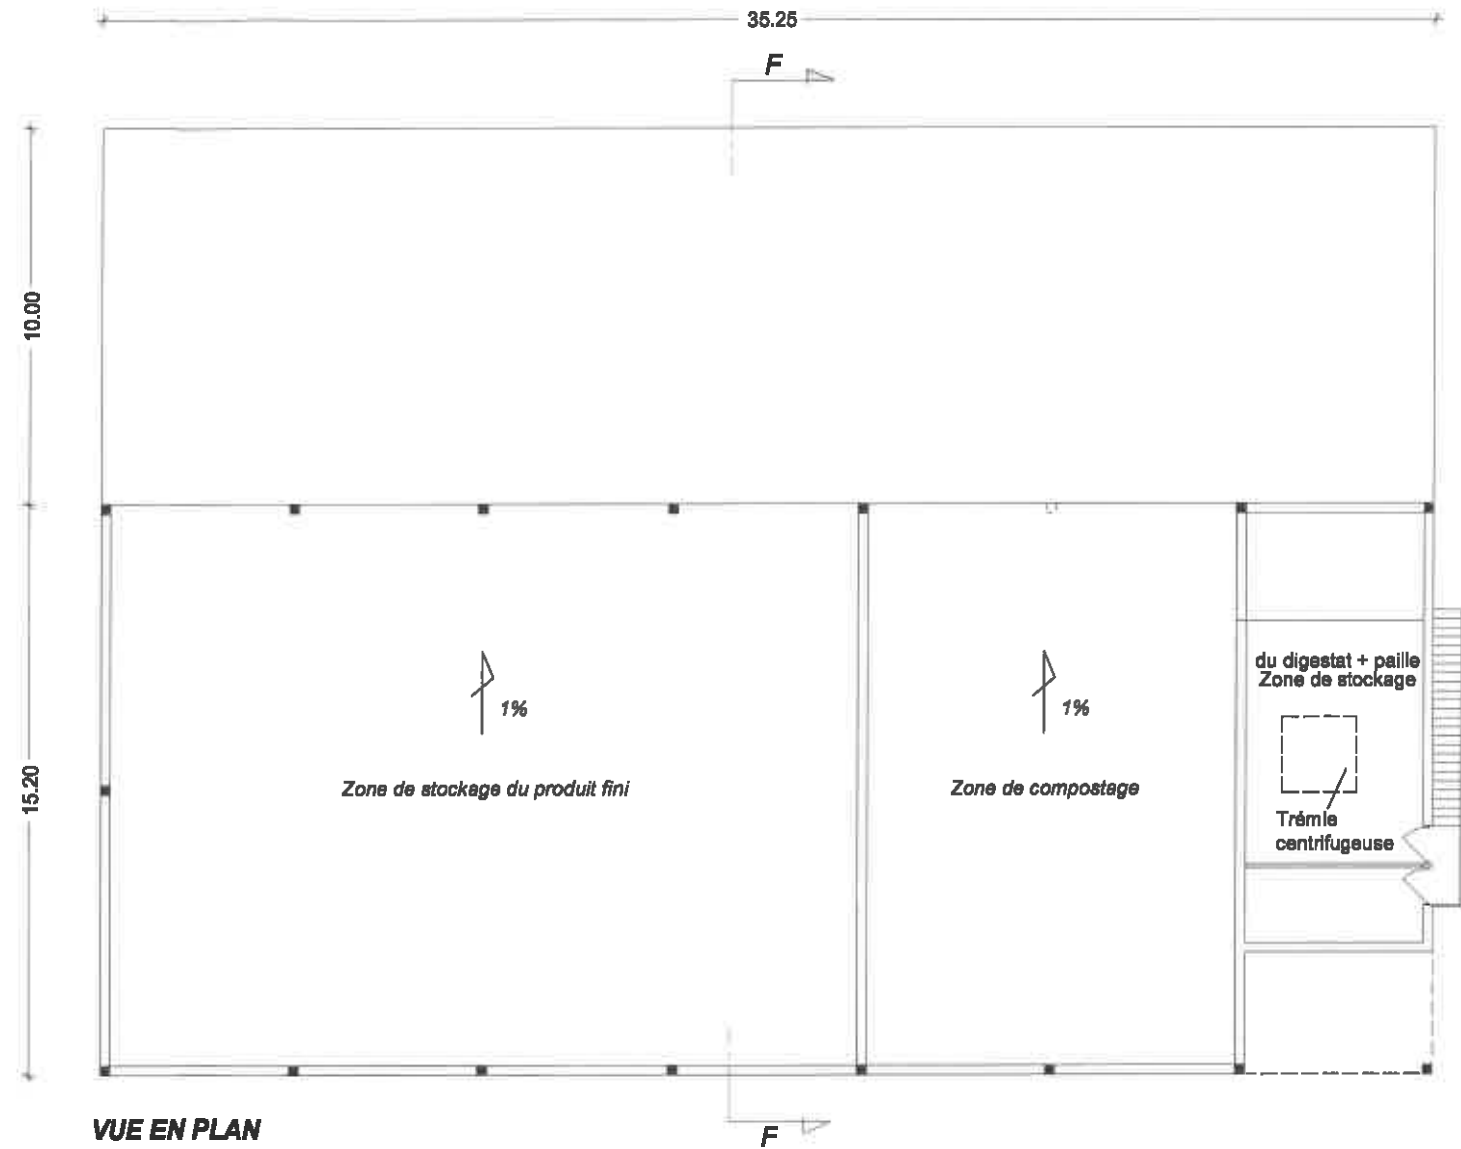 35.25
F
10.00
15.20
du digestat + paille
Zone de stockage
1%
1%
Zone de stockage du produit fini
Zone de compostage
Trémie
centrifugeuse
VUE EN PLAN
F